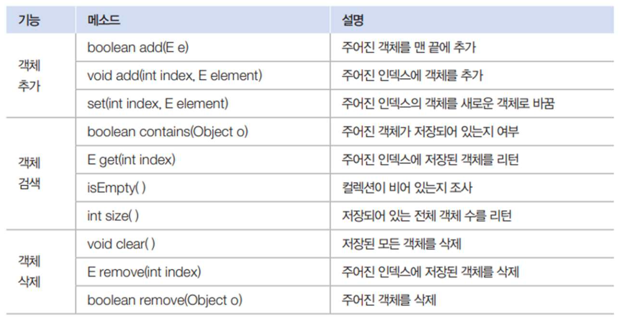 기능 메소드 설명
객체 추가 boolean add(E e) 주어진 객체를 맨 끝에 추가
void add(int index, E element) 주어진 인덱스에 객체를 추가
set(int index, E element) 주어진 인덱스의 객체를 새로운 객체로 바꿈
객체 검색 boolean contains(Object o) 주어진 객체가 저장되어 있는지 여부
E get(int index) 주어진 인덱스에 저장된 객체를 리턴
isEmpty( ) 컬렉션이 비어 있는지 조사
int size( ) 저장되어 있는 전체 객체 수를 리턴
객체 삭제 void clear( ) 저장된 모든 객체를 삭제
E remove(int index) 주어진 인덱스에 저장된 객체를 삭제
boolean remove(Object o) 주어진 객체를 삭제